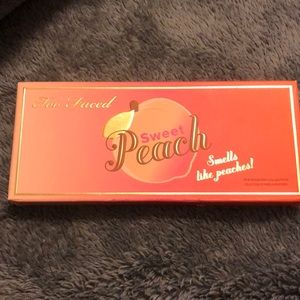 Too Faced
Sweet
Peach
Smells
like peaches!